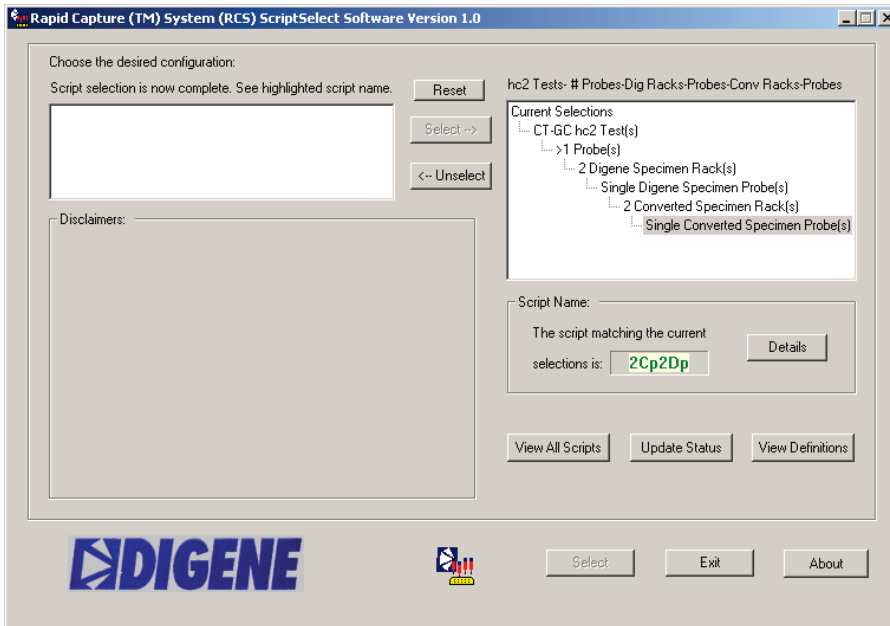 Rapid Capture (TM) System (RCS) ScriptSelect Software Version 1.0
Choose the desired configuration:
Script selection is now complete. See highlighted script name.
Reset
Select -->
<-- Unselect
Disclaimers:
hc2 Tests- # Probes-Dig Racks-Probes-Conv Racks-Probes
Current Selections
CT-GC hc2 Test(s)
>1 Probe(s)
2 Digene Specimen Rack(s)
Single Digene Specimen Probe(s)
2 Converted Specimen Rack(s)
Single Converted Specimen Probe(s)
Script Name:
The script matching the current
selections is: 2Cp2Dp
Details
View All Scripts
Update Status
View Definitions
DIGENE
Select
Exit
About